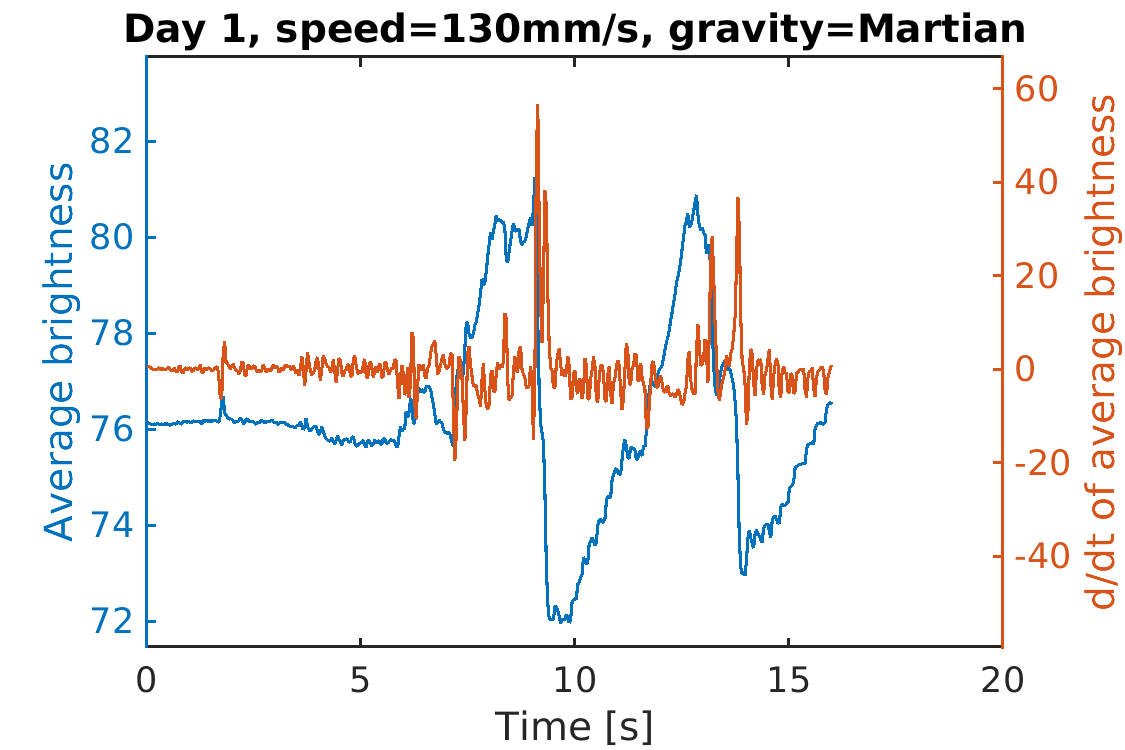 Day 1, speed=130mm/s, gravity=Martian
Average brightness
82
80
78
76
74
72
60
40
20
0
-20
-40
d/dt of average brightness
0 5 10 15 20
Time [s]